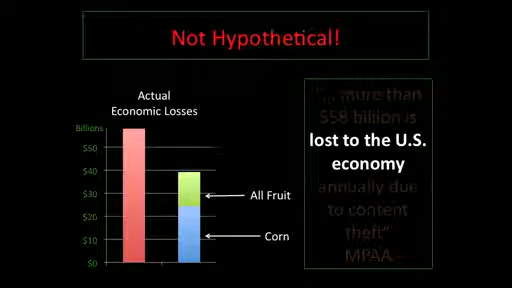 Not Hypothetical!
Actual
Economic Losses
Billions
$50
$40
$30
$20
$10
$0
All Fruit
Corn
“... more than
$58 billion is
lost to the U.S.
economy
annually due
to content
theft”
MPAA